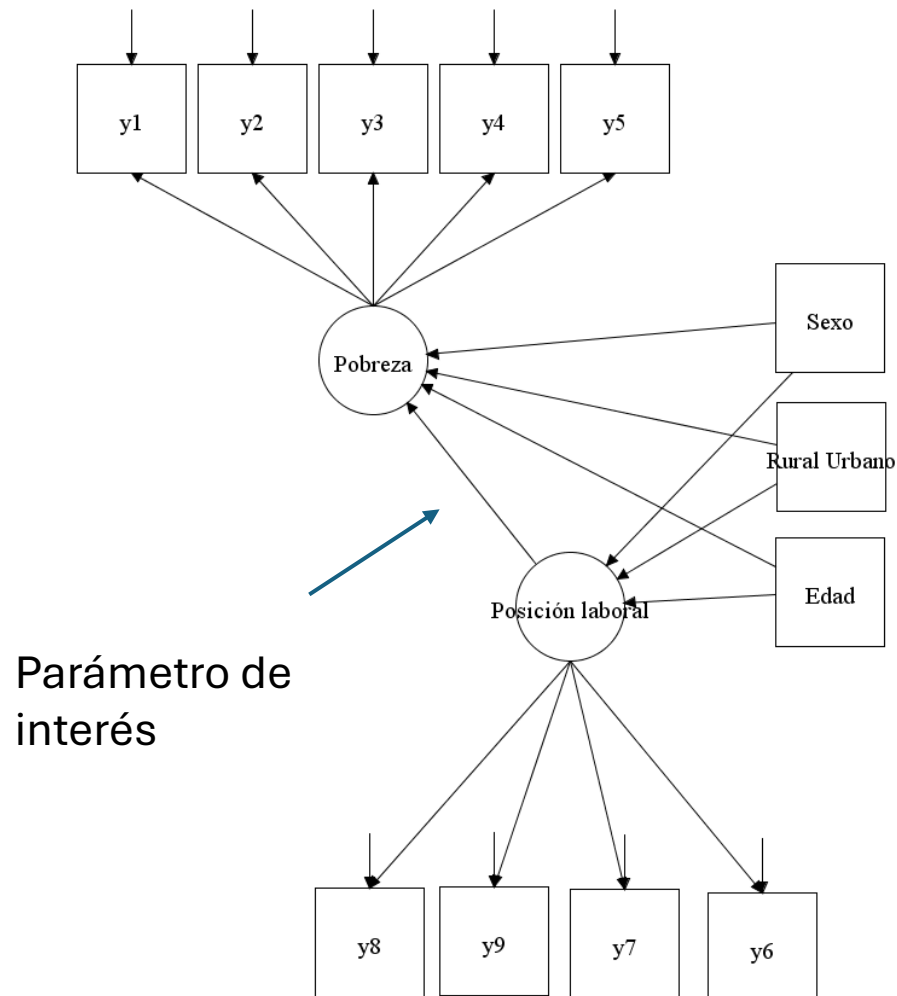 y1
y2
y3
y4
y5
Sexo
Pobreza
Rural Urbano
Edad
Posición laboral
Parámetro de
interés
y8
y9
y7
y6